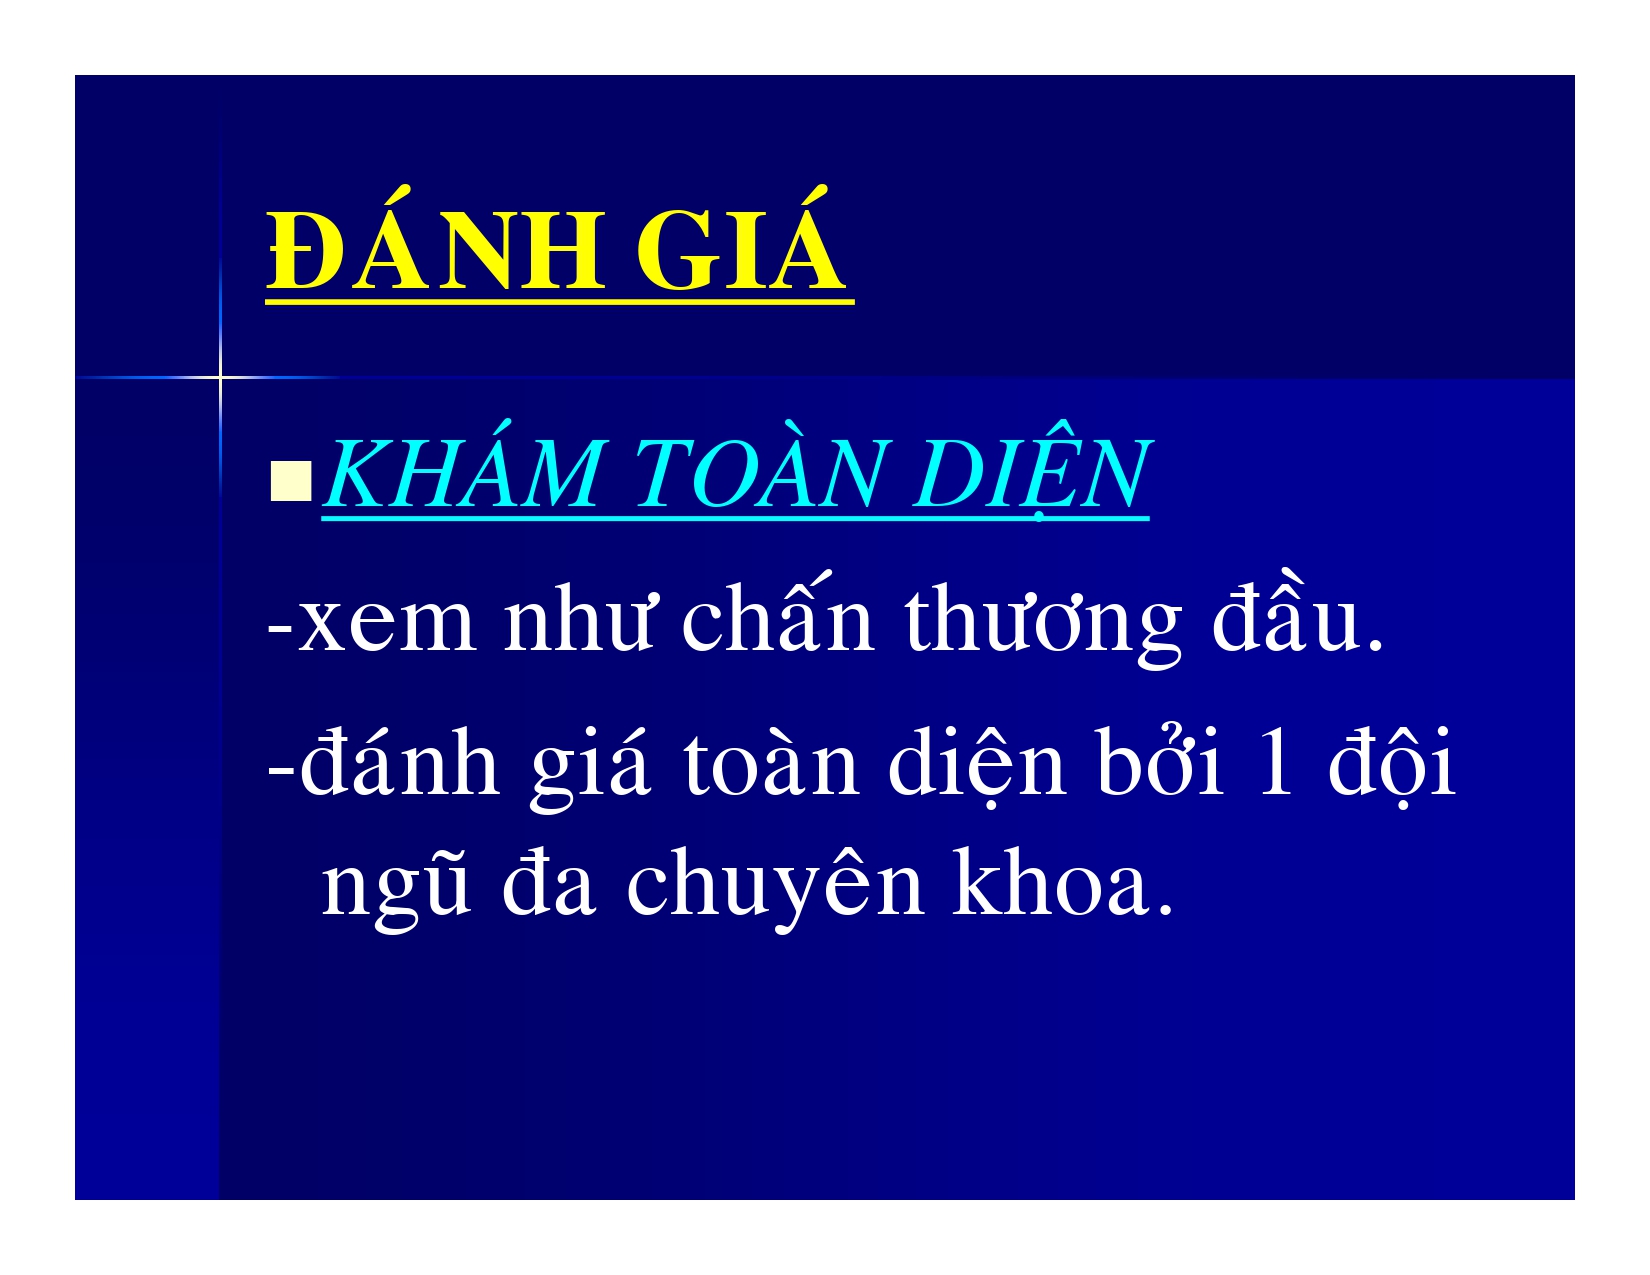 ĐÁNH GIÁ
KHÁM TOÀN DIỆN
-xem như chấn thương đầu.
-đánh giá toàn diện bởi 1 đội
ngũ đa chuyên khoa.